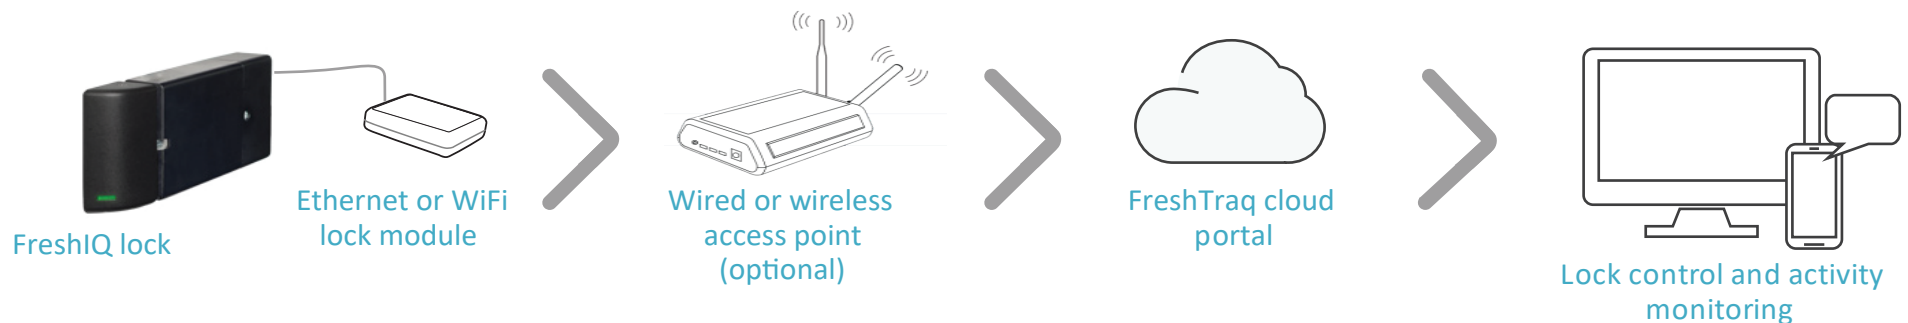 FreshIQ lock
Ethernet or WiFi
lock module
Wired or wireless
access point
(optional)
FreshTraq cloud
portal
Lock control and activity
monitoring